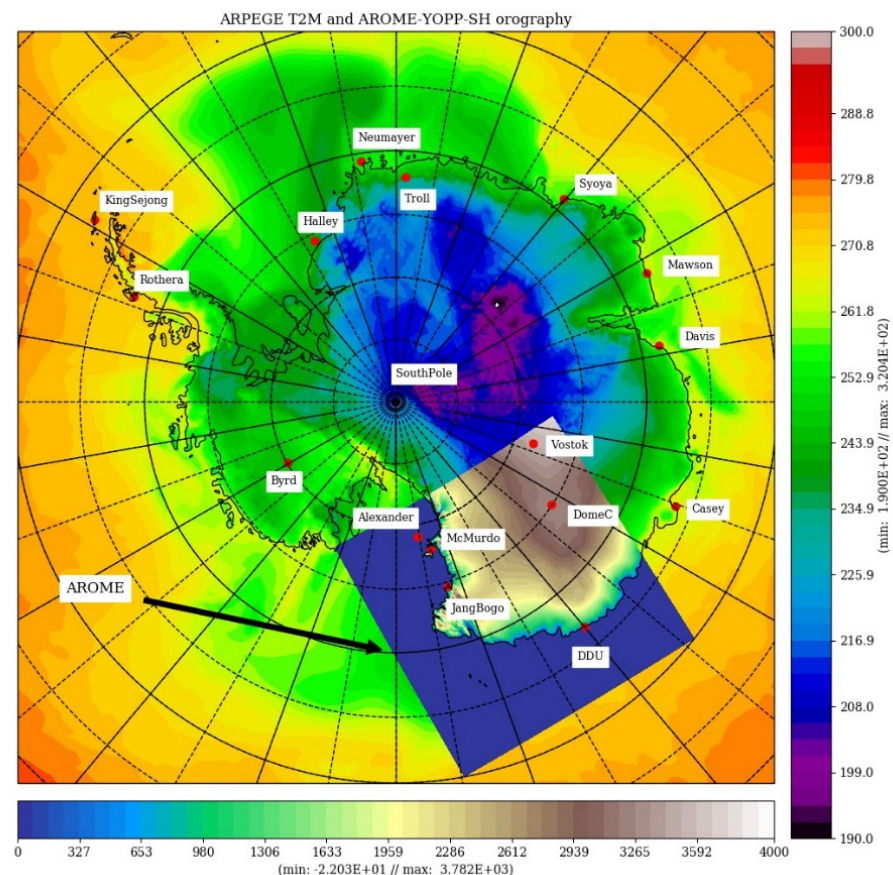 ARPEGE T2M and AROME-YOPP-SH orography
Neumayer
Troll
Syoya
KingSejong
Halley
Rothera
Mawson
Davis
SouthPole
Vostok
Byrd
Alexander
DomeC
Casey
McMurdo
AROME
JangBogo
DDU
300.0
288.8
279.8
270.8
261.8
252.9
243.9
234.9
225.9
216.9
208.0
199.0
190.0
(min: 1.900E+02 // max: 3.204E+02)
0 327 653 980 1306 1633 1959 2286 2612 2939 3265 3592 4000
(min: -2.203E+01 // max: 3.782E+03)